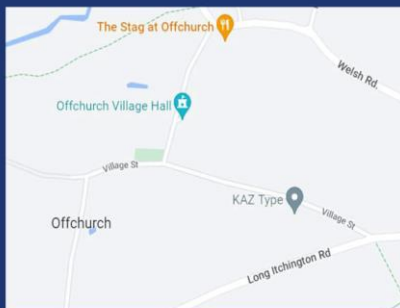 The Stag at Offchurch
Welsh Rd.
Offchurch Village Hall
Village St
KAZ Type
Village St
Offchurch
Long Itchington Rd